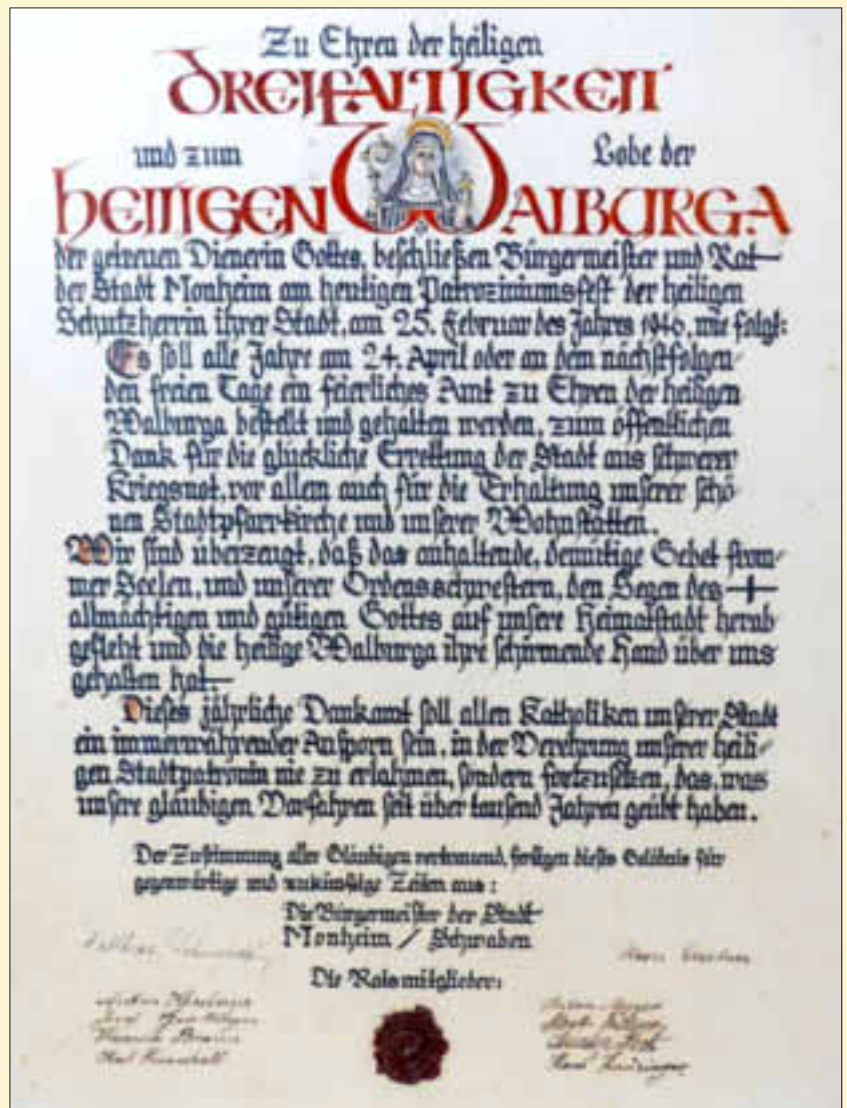 Zu Ehren der heiligen
DREIFALTIGKEIT
und zum Lobe der
HEILIGEN WALBURGA
der getreuen Dienerin Gottes, beschließen Bürgermeister und Rat
der Stadt Monheim am heutigen Patroziniumsfest der heiligen
Schutzherrin ihrer Stadt, am 25. Februar des Jahres 1946, wie folgt:
Es soll alle Jahre am 24. April oder an dem nächstfolgen-
den freien Tage ein feierliches Amt zu Ehren der heiligen
Walburga bestellt und gehalten werden, zum öffentlichen
Dank für die glückliche Errettung der Stadt aus schwerer
Kriegsnot, vor allem auch für die Erhaltung unserer schö-
nen Stadtpfarrkirche und unserer Wohnstätten.
Wir sind überzeugt, daß das anhaltende, demütige Gebet from-
mer Seelen, und unserer Ordensschwestern, den Segen des
allmächtigen und gütigen Gottes auf unsere Heimatstadt herab
gefleht und die heilige Walburga ihre schirmende Hand über uns
gehalten hat.
Dieses jährliche Dankamt soll allen Katholiken unserer Stadt
ein immerwährender Ansporn sein, in der Verehrung unserer heili-
gen Stadtpatronin nie zu erlahmen, sondern fortzusetzen, das, was
unsere gläubigen Vorfahren seit über tausend Jahren geübt haben.
Der Zustimmung aller Gläubigen vertrauend, fertigen dieses Gelöbnis für
gegenwärtige und zukünftige Zeiten aus:
Die Bürgermeister der Stadt
Monheim / Schwaben
Die Ratsmitglieder: